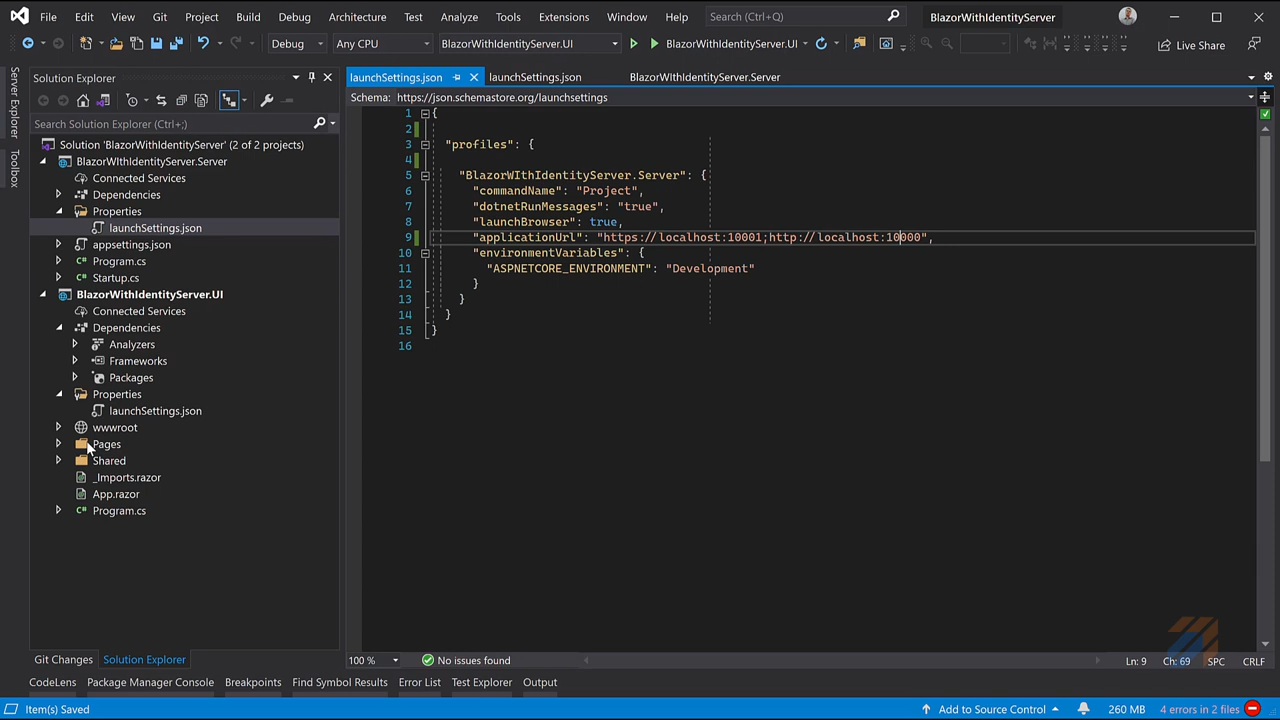 File Edit View Git Project Build Debug Architecture Test Analyze Tools Extensions Window Help Search (Ctrl+Q) BlazorWithIdentityServer
Debug Any CPU BlazorWithIdentityServer.UI BlazorWithIdentityServer.UI Live Share
Server Explorer
Toolbox
Solution Explorer
Search Solution Explorer (Ctrl+;)
Solution 'BlazorWithIdentityServer' (2 of 2 projects)
BlazorWIthIdentityServer.Server
Connected Services
Dependencies
Properties
launchSettings.json
appsettings.json
Program.cs
Startup.cs
BlazorWithIdentityServer.UI
Connected Services
Dependencies
Analyzers
Frameworks
Packages
Properties
launchSettings.json
wwwroot
Pages
Shared
_Imports.razor
App.razor
Program.cs
Git Changes Solution Explorer
launchSettings.json launchSettings.json BlazorWIthIdentityServer.Server
Schema: https://json.schemastore.org/launchsettings
1 {
2
3 "profiles": {
4
5 "BlazorWIthIdentityServer.Server": {
6 "commandName": "Project",
7 "dotnetRunMessages": "true",
8 "launchBrowser": true,
9 "applicationUrl": "https://localhost:10001;http://localhost:10000",
10 "environmentVariables": {
11 "ASPNETCORE_ENVIRONMENT": "Development"
12 }
13 }
14 }
15 }
16
100 % No issues found Ln: 9 Ch: 69 SPC CRLF
CodeLens Package Manager Console Breakpoints Find Symbol Results Error List Test Explorer Output
Item(s) Saved Add to Source Control 260 MB 4 errors in 2 files